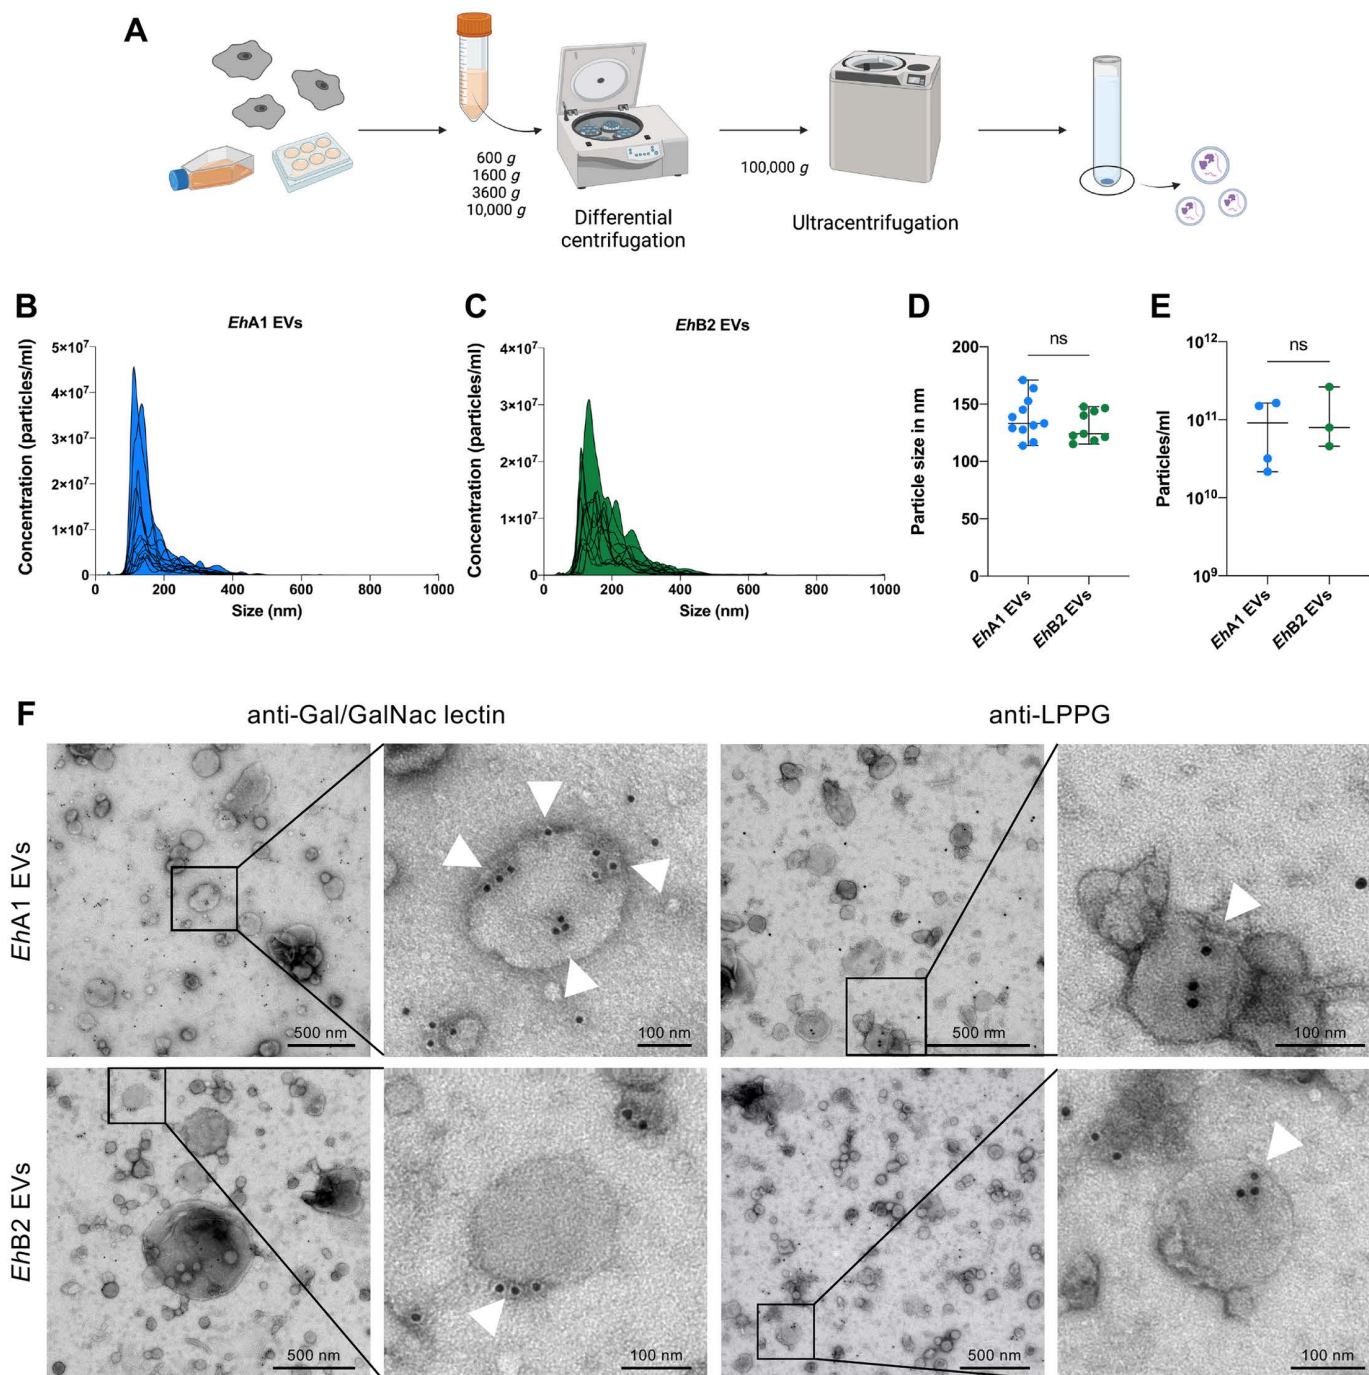 A
600 g
1600 g
3600 g
10,000 g
Differential
centrifugation
100,000 g
Ultracentrifugation
B
EhA1 EVs
Concentration (particles/ml)
5×10⁷
4×10⁷
3×10⁷
2×10⁷
1×10⁷
0
0 200 400 600 800 1000
Size (nm)
C
EhB2 EVs
Concentration (particles/ml)
4×10⁷
3×10⁷
2×10⁷
1×10⁷
0
0 200 400 600 800 1000
Size (nm)
D
ns
Particle size in nm
200
150
100
50
0
EhA1 EVs
EhB2 EVs
E
ns
Particles/ml
10¹²
10¹¹
10¹⁰
10⁹
EhA1 EVs
EhB2 EVs
F
anti-Gal/GalNac lectin
anti-LPPG
EhA1 EVs
500 nm
100 nm
500 nm
100 nm
EhB2 EVs
500 nm
100 nm
500 nm
100 nm